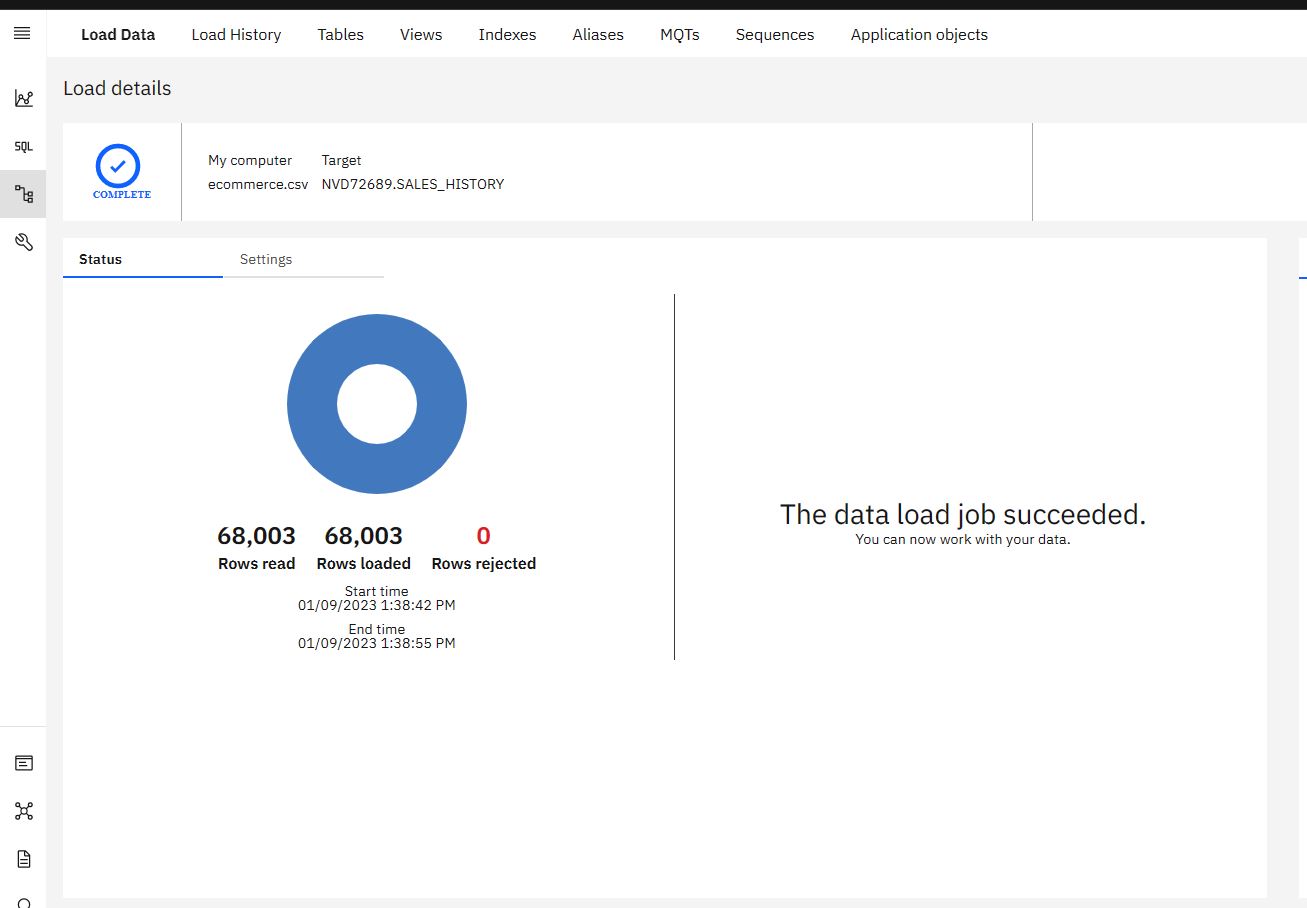 Load Data Load History Tables Views Indexes Aliases MQTs Sequences Application objects
Load details
SQL
COMPLETE
My computer Target
ecommerce.csv NVD72689.SALES_HISTORY
Status Settings
68,003 68,003 0
Rows read Rows loaded Rows rejected
Start time
01/09/2023 1:38:42 PM
End time
01/09/2023 1:38:55 PM
The data load job succeeded.
You can now work with your data.